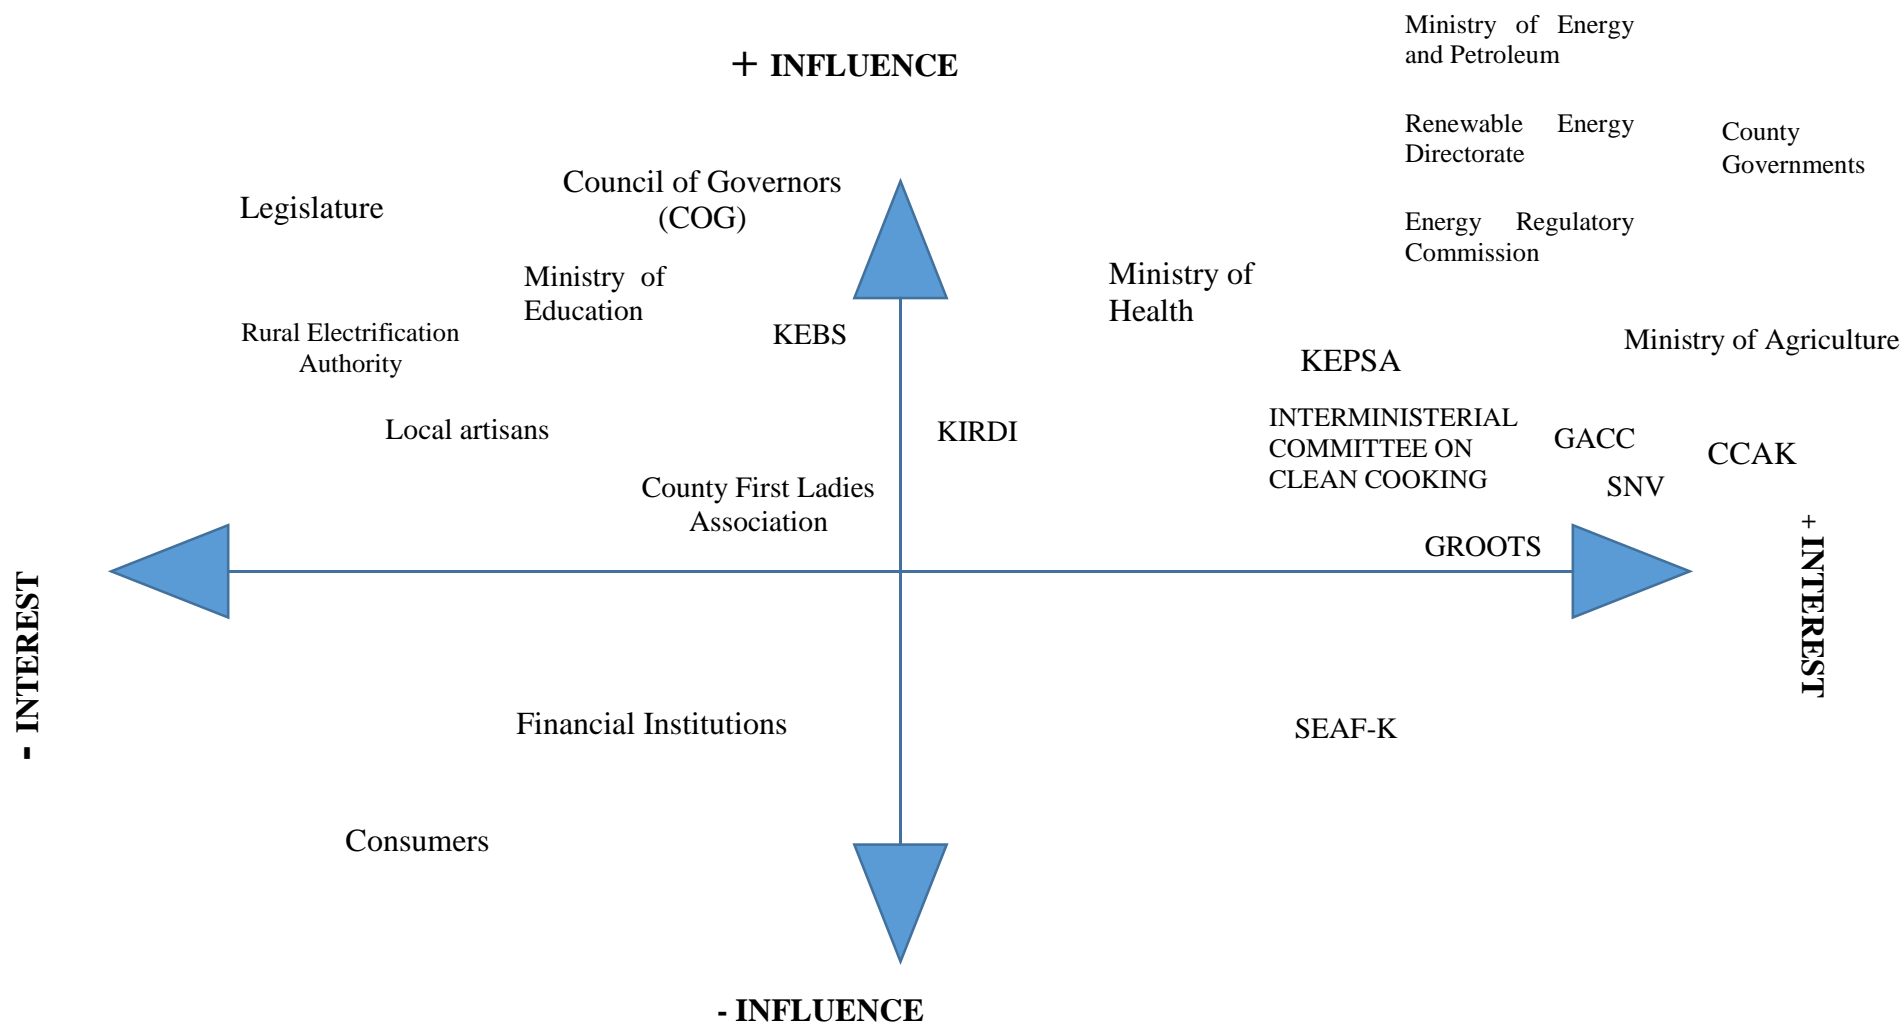 Ministry of Energy
and Petroleum
+ INFLUENCE
Renewable Energy
Directorate
County
Governments
Council of Governors
(COG)
Legislature
Energy Regulatory
Commission
Ministry of
Education
Ministry of
Health
Rural Electrification
Authority
KEBS
KEPSA
Ministry of Agriculture
Local artisans
KIRDI
INTERMINISTERIAL
COMMITTEE ON
CLEAN COOKING
GACC
CCAK
SNV
County First Ladies
Association
GROOTS
+ INTEREST
- INTEREST
Financial Institutions
SEAF-K
Consumers
- INFLUENCE